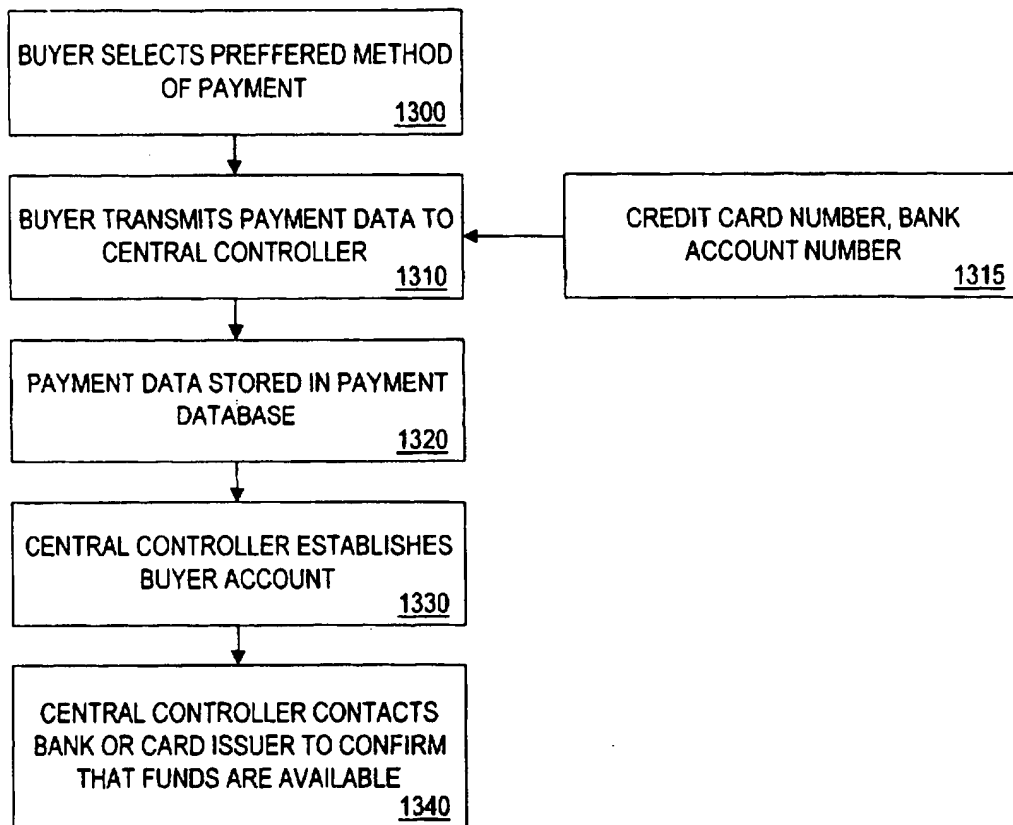 BUYER SELECTS PREFFERED METHOD
OF PAYMENT
1300
BUYER TRANSMITS PAYMENT DATA TO
CENTRAL CONTROLLER
1310
CREDIT CARD NUMBER, BANK
ACCOUNT NUMBER
1315
PAYMENT DATA STORED IN PAYMENT
DATABASE
1320
CENTRAL CONTROLLER ESTABLISHES
BUYER ACCOUNT
1330
CENTRAL CONTROLLER CONTACTS
BANK OR CARD ISSUER TO CONFIRM
THAT FUNDS ARE AVAILABLE
1340